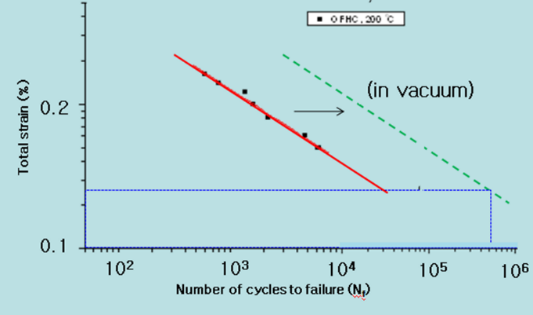 OFHC, 200 ℃
(in vacuum)
Total strain (%)
0.2
0.1
10² 10³ 10⁴ 10⁵ 10⁶
Number of cycles to failure (Nf)